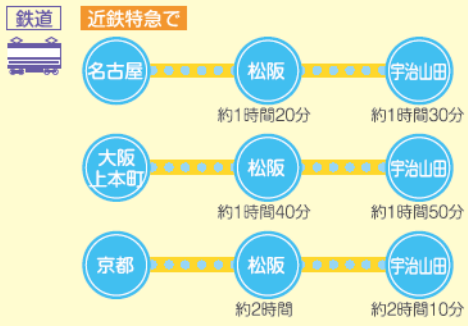 鉄道 近鉄特急で
名古屋 松阪 宇治山田
約1時間20分 約1時間30分
大阪
上本町 松阪 宇治山田
約1時間40分 約1時間50分
京都 松阪 宇治山田
約2時間 約2時間10分